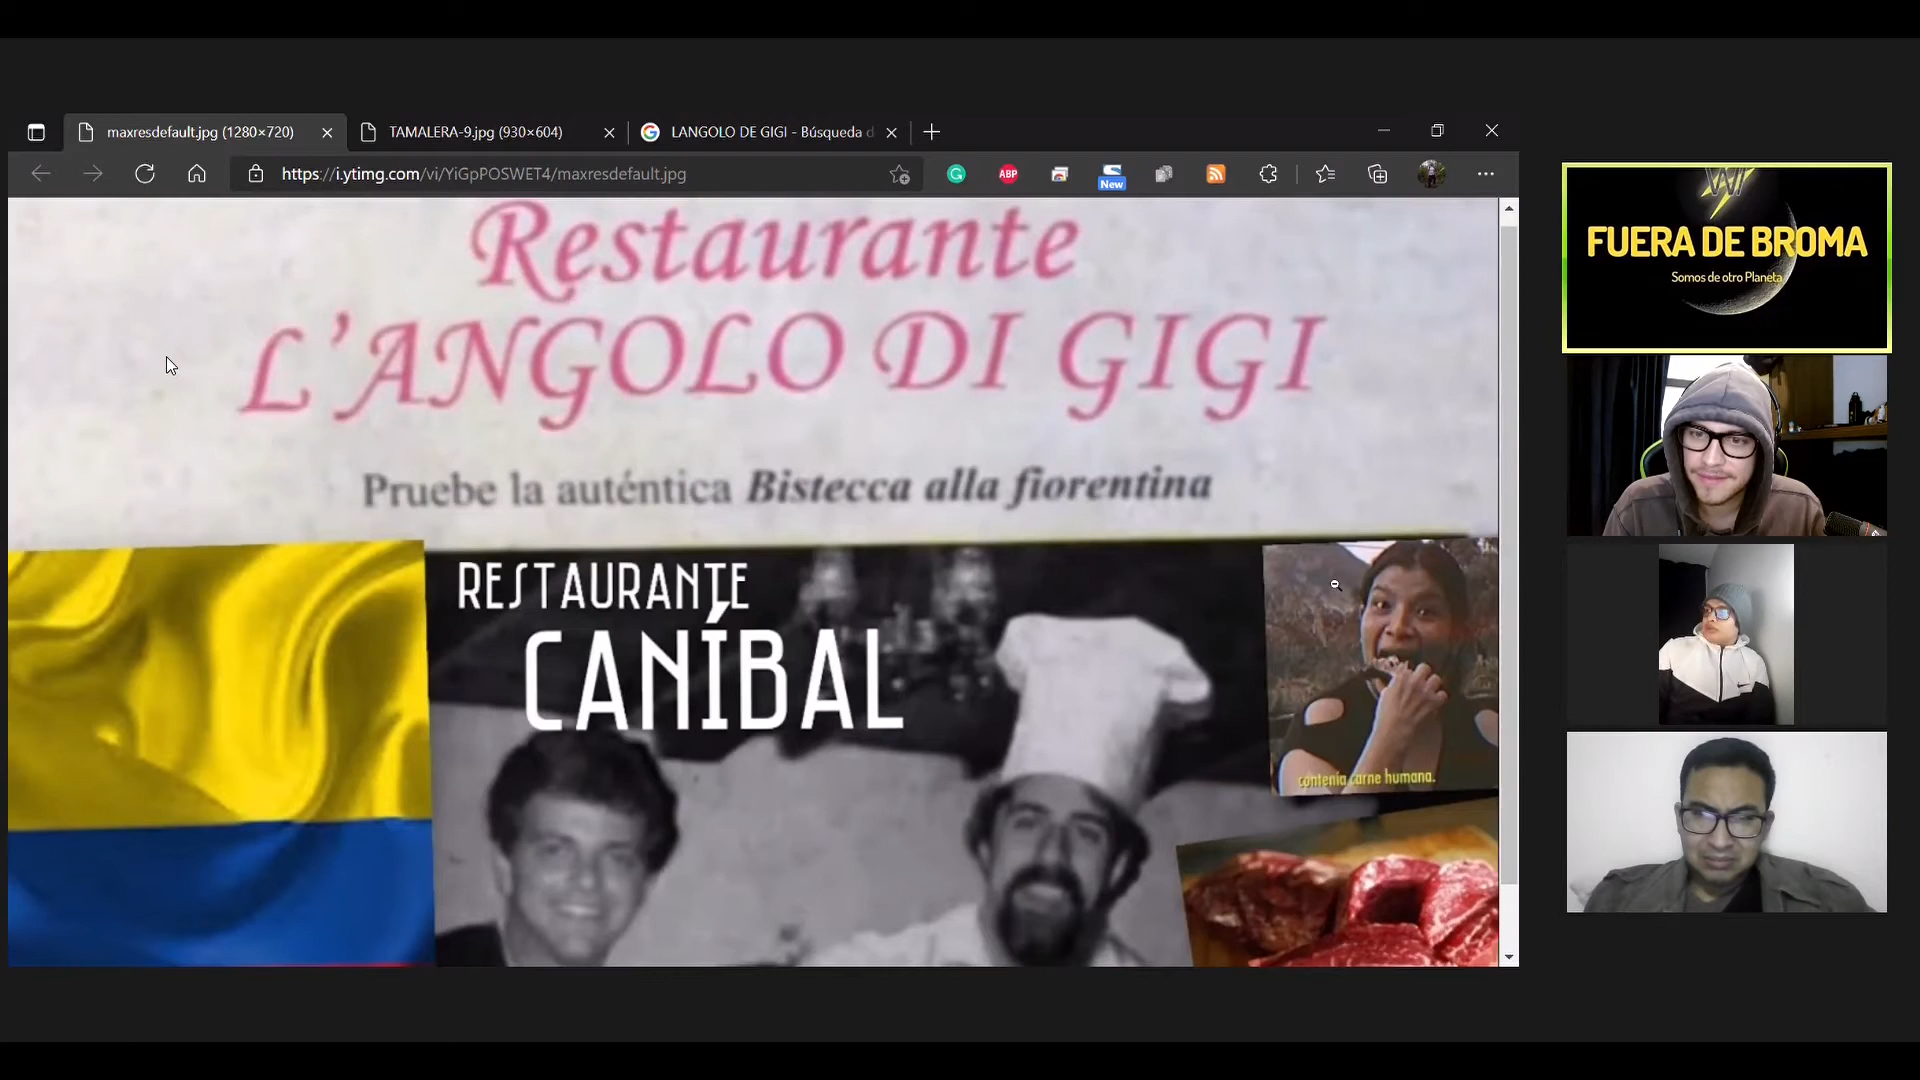 maxresdefault.jpg (1280×720)
TAMALERA-9.jpg (930×604)
LANGOLO DE GIGI - Búsqueda d
https://i.ytimg.com/vi/YiGpPOSWET4/maxresdefault.jpg
ABP
New
Restaurante
L'ANGOLO DI GIGI
Pruebe la auténtica Bistecca alla fiorentina
RESTAURANTE
CANÍBAL
contenía carne humana.
FUERA DE BROMA
Somos de otro Planeta